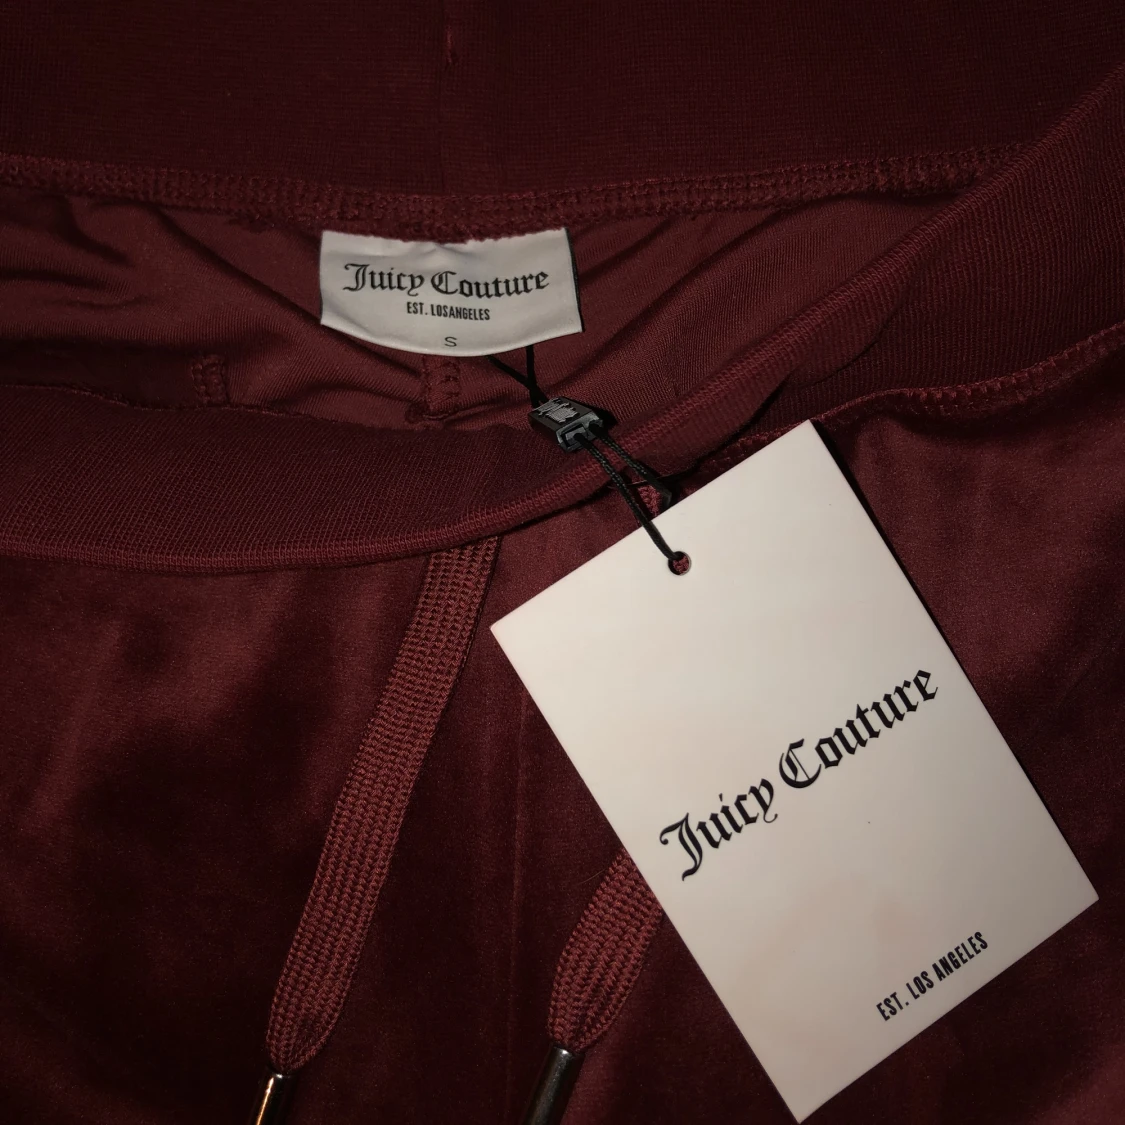 Juicy Couture
EST. LOSANGELES
S
Juicy Couture
EST. LOS ANGELES